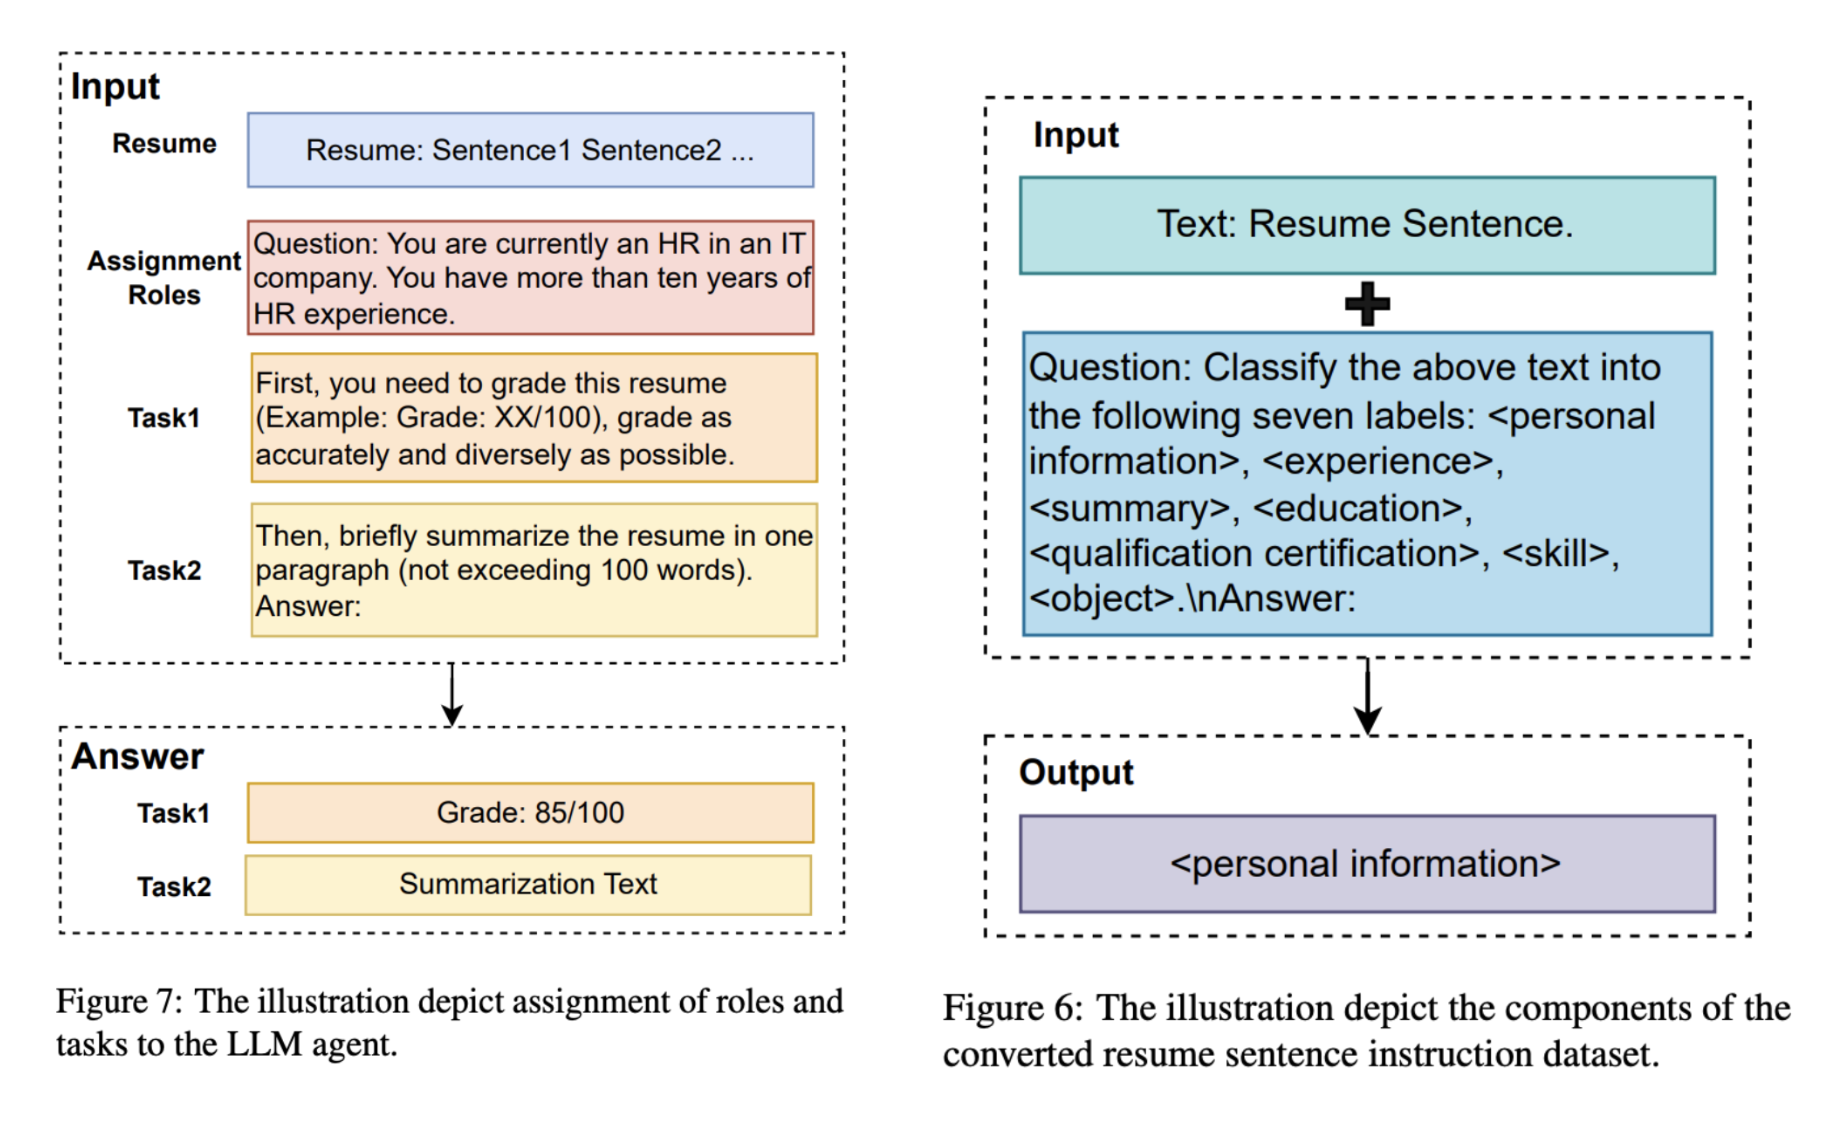 Input
Resume
Resume: Sentence1 Sentence2 ...
Assignment
Roles
Question: You are currently an HR in an IT
company. You have more than ten years of
HR experience.
Task1
First, you need to grade this resume
(Example: Grade: XX/100), grade as
accurately and diversely as possible.
Task2
Then, briefly summarize the resume in one
paragraph (not exceeding 100 words).
Answer:
Answer
Task1
Grade: 85/100
Task2
Summarization Text
Figure 7: The illustration depict assignment of roles and
tasks to the LLM agent.
Input
Text: Resume Sentence.
Question: Classify the above text into
the following seven labels: <personal
information>, <experience>,
<summary>, <education>,
<qualification certification>, <skill>,
<object>.\nAnswer:
Output
<personal information>
Figure 6: The illustration depict the components of the
converted resume sentence instruction dataset.